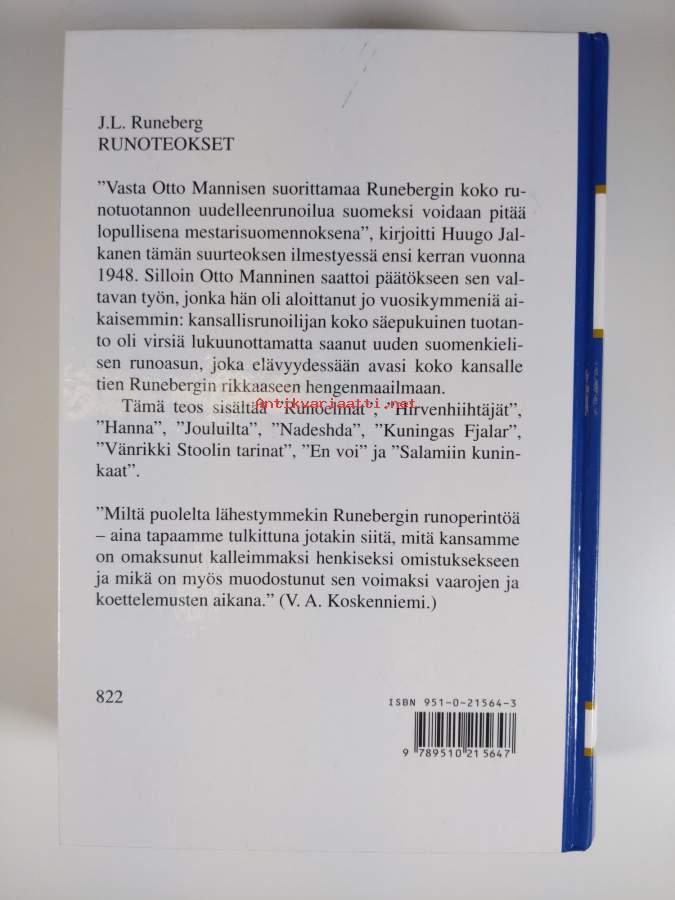 J.L. Runeberg
RUNOTEOKSET
”Vasta Otto Mannisen suorittamaa Runebergin koko ru-
notuotannon uudelleenrunoilua suomeksi voidaan pitää
lopullisena mestarisuomennoksena”, kirjoitti Huugo Jal-
kanen tämän suurteoksen ilmestyessä ensi kerran vuonna
1948. Silloin Otto Manninen saattoi päätökseen sen val-
tavan työn, jonka hän oli aloittanut jo vuosikymmeniä ai-
kaisemmin: kansallisrunoilijan koko säepukuinen tuotan-
to oli virsiä lukuunottamatta saanut uuden suomenkieli-
sen runoasun, joka elävyydessään avasi koko kansalle
tien Runebergin rikkaaseen hengenmaailmaan.
Antikvariaatti.net
Tämä teos sisältää ”Runoelmat”, ”Hirvenhiihtäjät”,
”Hanna”, ”Jouluilta”, ”Nadeshda”, ”Kuningas Fjalar”,
”Vänrikki Stoolin tarinat”, ”En voi” ja ”Salamiin kunin-
kaat”.
”Miltä puolelta lähestymmekin Runebergin runoperintöä
– aina tapaamme tulkittuna jotakin siitä, mitä kansamme
on omaksunut kalleimmaksi henkiseksi omistuksekseen
ja mikä on myös muodostunut sen voimaksi vaarojen ja
koettelemusten aikana.” (V. A. Koskenniemi.)
822
ISBN 951-0-21564-3
9 789510 215647